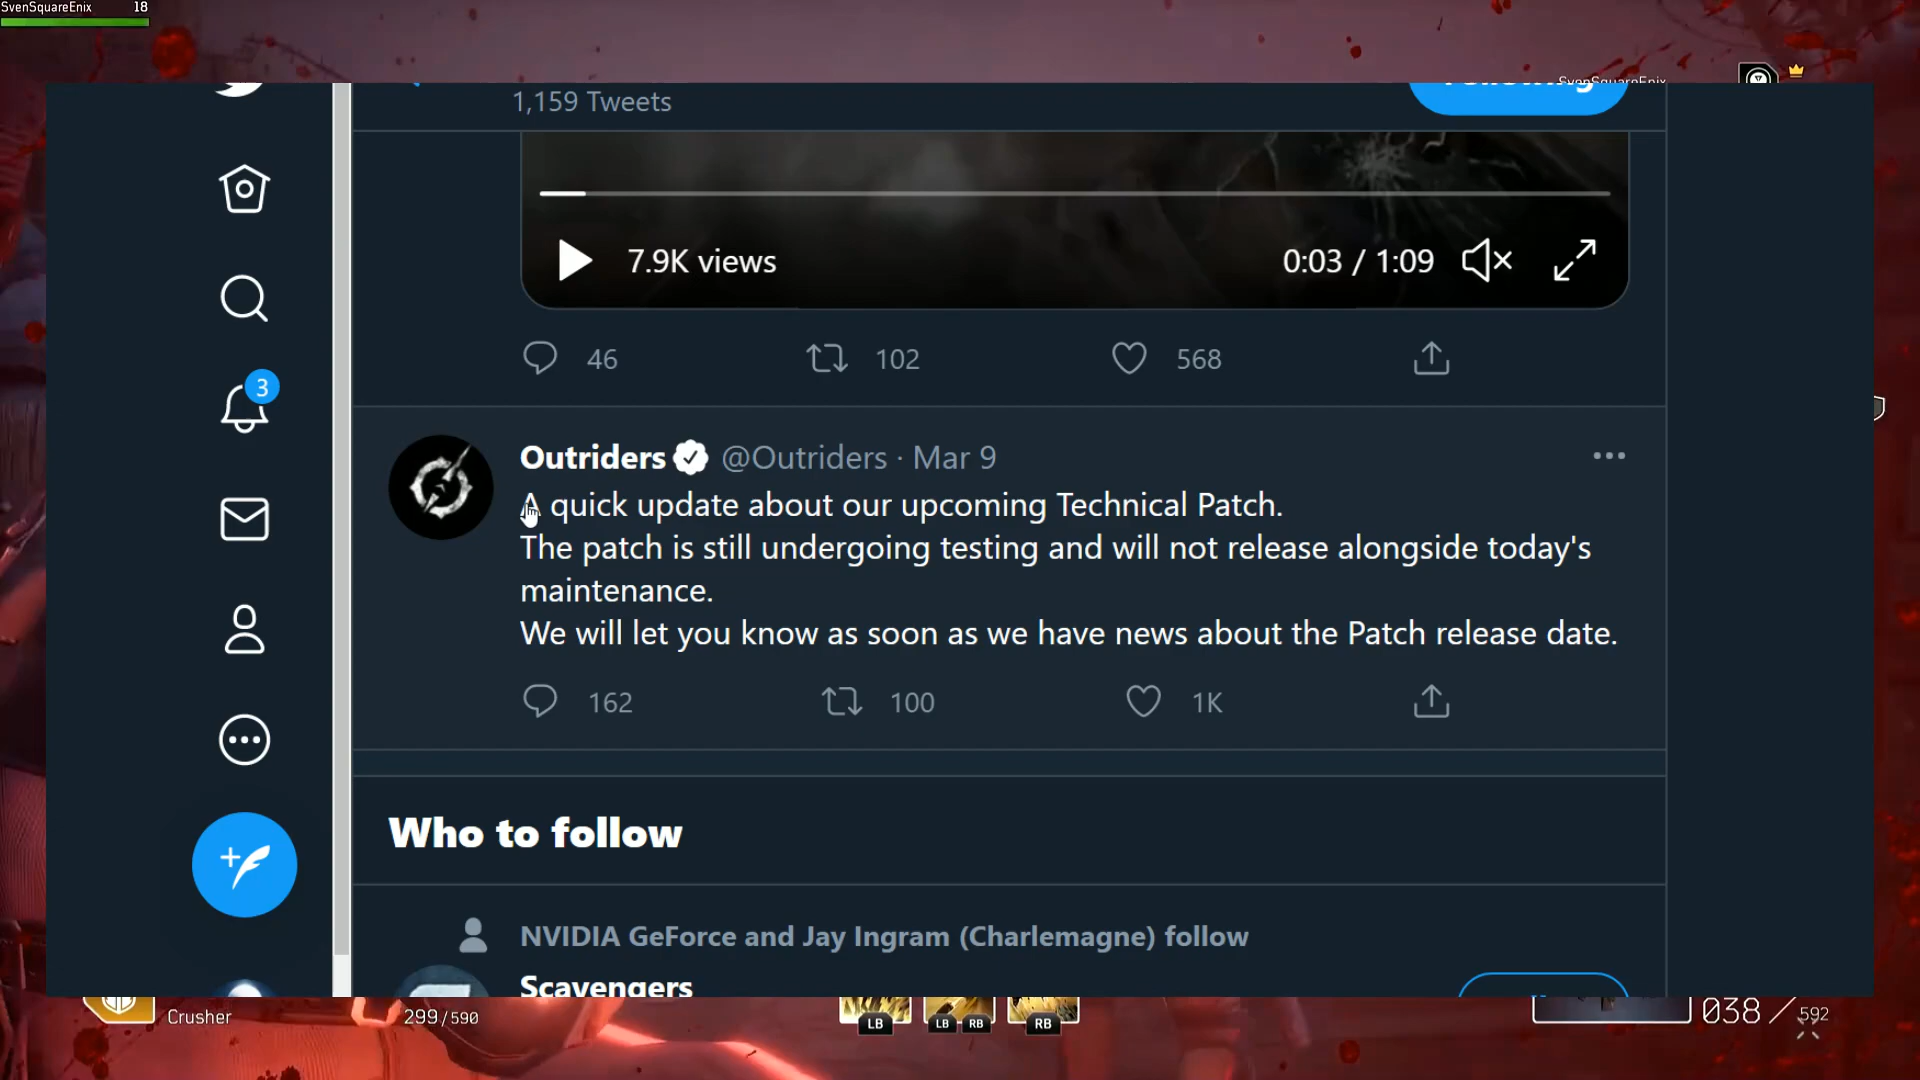 SvenSquareEnix 18
SvenSquareEnix
1,159 Tweets
Following
7.9K views
0:03 / 1:09
46
102
568
3
Outriders @Outriders · Mar 9
A quick update about our upcoming Technical Patch.
The patch is still undergoing testing and will not release alongside today's
maintenance.
We will let you know as soon as we have news about the Patch release date.
162
100
1K
Who to follow
NVIDIA GeForce and Jay Ingram (Charlemagne) follow
Scavengers
Crusher
299/590
LB
LB RB
RB
038 / 592